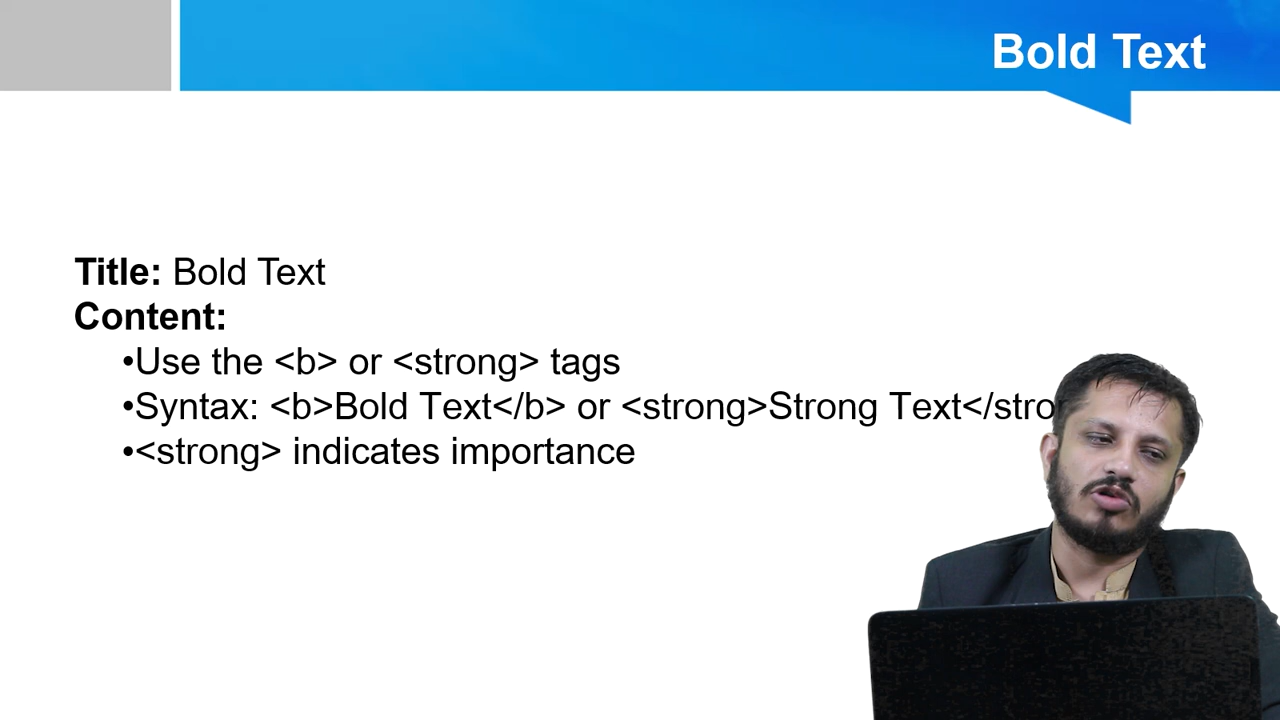 Bold Text
Title: Bold Text
Content:
•Use the <b> or <strong> tags
•Syntax: <b>Bold Text</b> or <strong>Strong Text</stro
•<strong> indicates importance